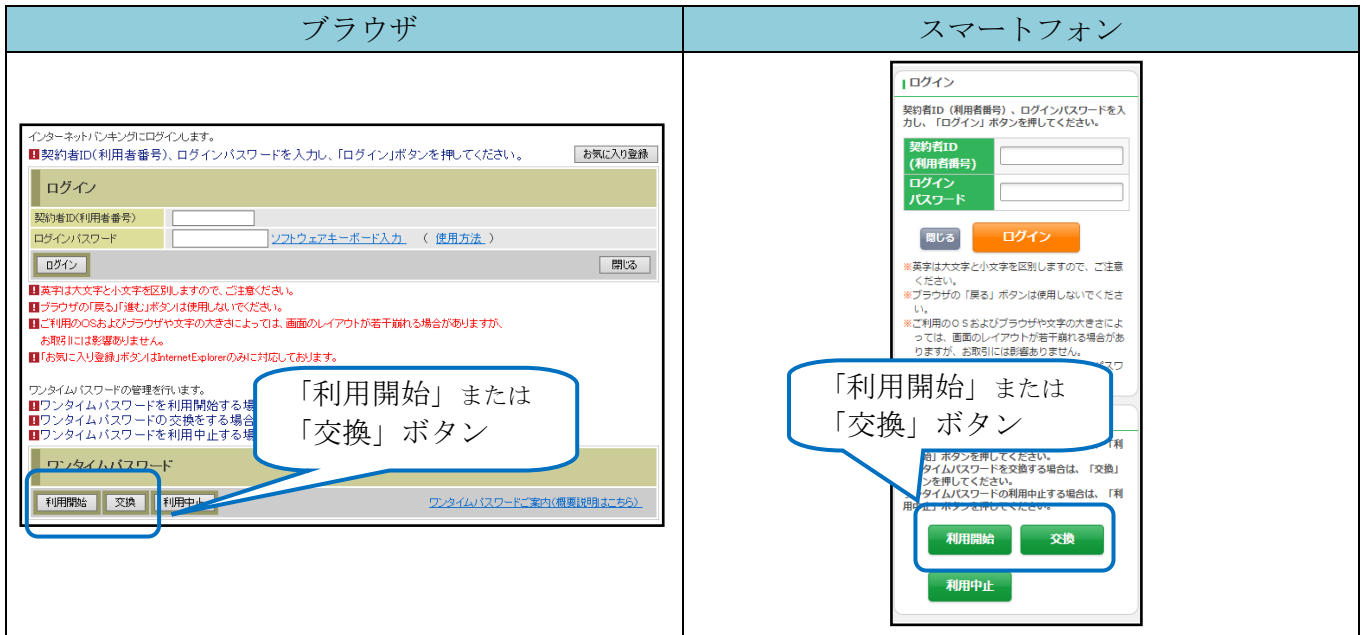 ブラウザ
スマートフォン
インターネットバンキングにログインします。
契約者ID(利用者番号)、ログインパスワードを入力し、「ログイン」ボタンを押してください。
お気に入り登録
ログイン
契約者ID(利用者番号)
ログインパスワード
ソフトウェアキーボード入力 ( 使用方法 )
ログイン
閉じる
英字は大文字と小文字を区別しますので、ご注意ください。
ブラウザの「戻る」「進む」ボタンは使用しないでください。
ご利用のOSおよびブラウザや文字の大きさによっては、画面のレイアウトが若干崩れる場合がありますが、
お取引には影響ありません。
「お気に入り登録」ボタンはInternetExplorerのみに対応しております。
ワンタイムパスワードの管理を行います。
ワンタイムパスワードを利用開始する場
ワンタイムパスワードの交換をする場合
ワンタイムパスワードを利用中止する場
「利用開始」または
「交換」ボタン
ワンタイムパスワード
利用開始
交換
利用中止
ワンタイムパスワードご案内(概要説明はこちら)
ログイン
契約者ID（利用者番号）、ログインパスワードを入
力し、「ログイン」ボタンを押してください。
契約者ID
(利用者番号)
ログイン
パスワード
閉じる
ログイン
※英字は大文字と小文字を区別しますので、ご注意
ください。
※ブラウザの「戻る」ボタンは使用しないでくださ
い。
※ご利用のＯＳおよびブラウザや文字の大きさによ
っては、画面のレイアウトが若干崩れる場合があ
りますが、お取引には影響ありません。
パスワ
「利用開始」または
「交換」ボタン
「利
始」ボタンを押してください。
タイムパスワードを交換する場合は、「交換」
ンを押してください。
タイムパスワードの利用中止する場合は、「利
用中止」ボタンを押してください。
利用開始
交換
利用中止